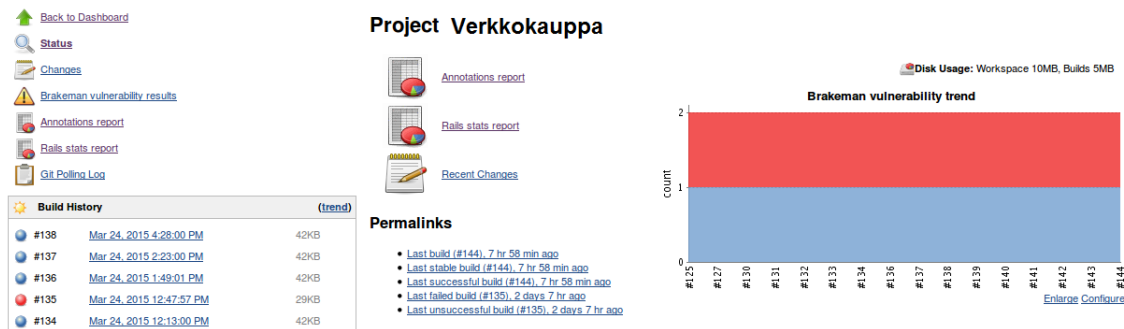 Back to Dashboard
Status
Changes
Brakeman vulnerability results
Annotations report
Rails stats report
Git Polling Log
Build History (trend)
#138 Mar 24, 2015 4:28:00 PM 42KB
#137 Mar 24, 2015 2:23:00 PM 42KB
#136 Mar 24, 2015 1:49:01 PM 42KB
#135 Mar 24, 2015 12:47:57 PM 29KB
#134 Mar 24, 2015 12:13:00 PM 42KB
Project Verkkokauppa
Annotations report
Rails stats report
Recent Changes
Permalinks
Last build (#144), 7 hr 58 min ago
Last stable build (#144), 7 hr 58 min ago
Last successful build (#144), 7 hr 58 min ago
Last failed build (#135), 2 days 7 hr ago
Last unsuccessful build (#135), 2 days 7 hr ago
Disk Usage: Workspace 10MB, Builds 5MB
Brakeman vulnerability trend
count
2
1
0
#125 #127 #130 #131 #132 #133 #134 #136 #137 #138 #139 #140 #141 #142 #143 #144
Enlarge Configure